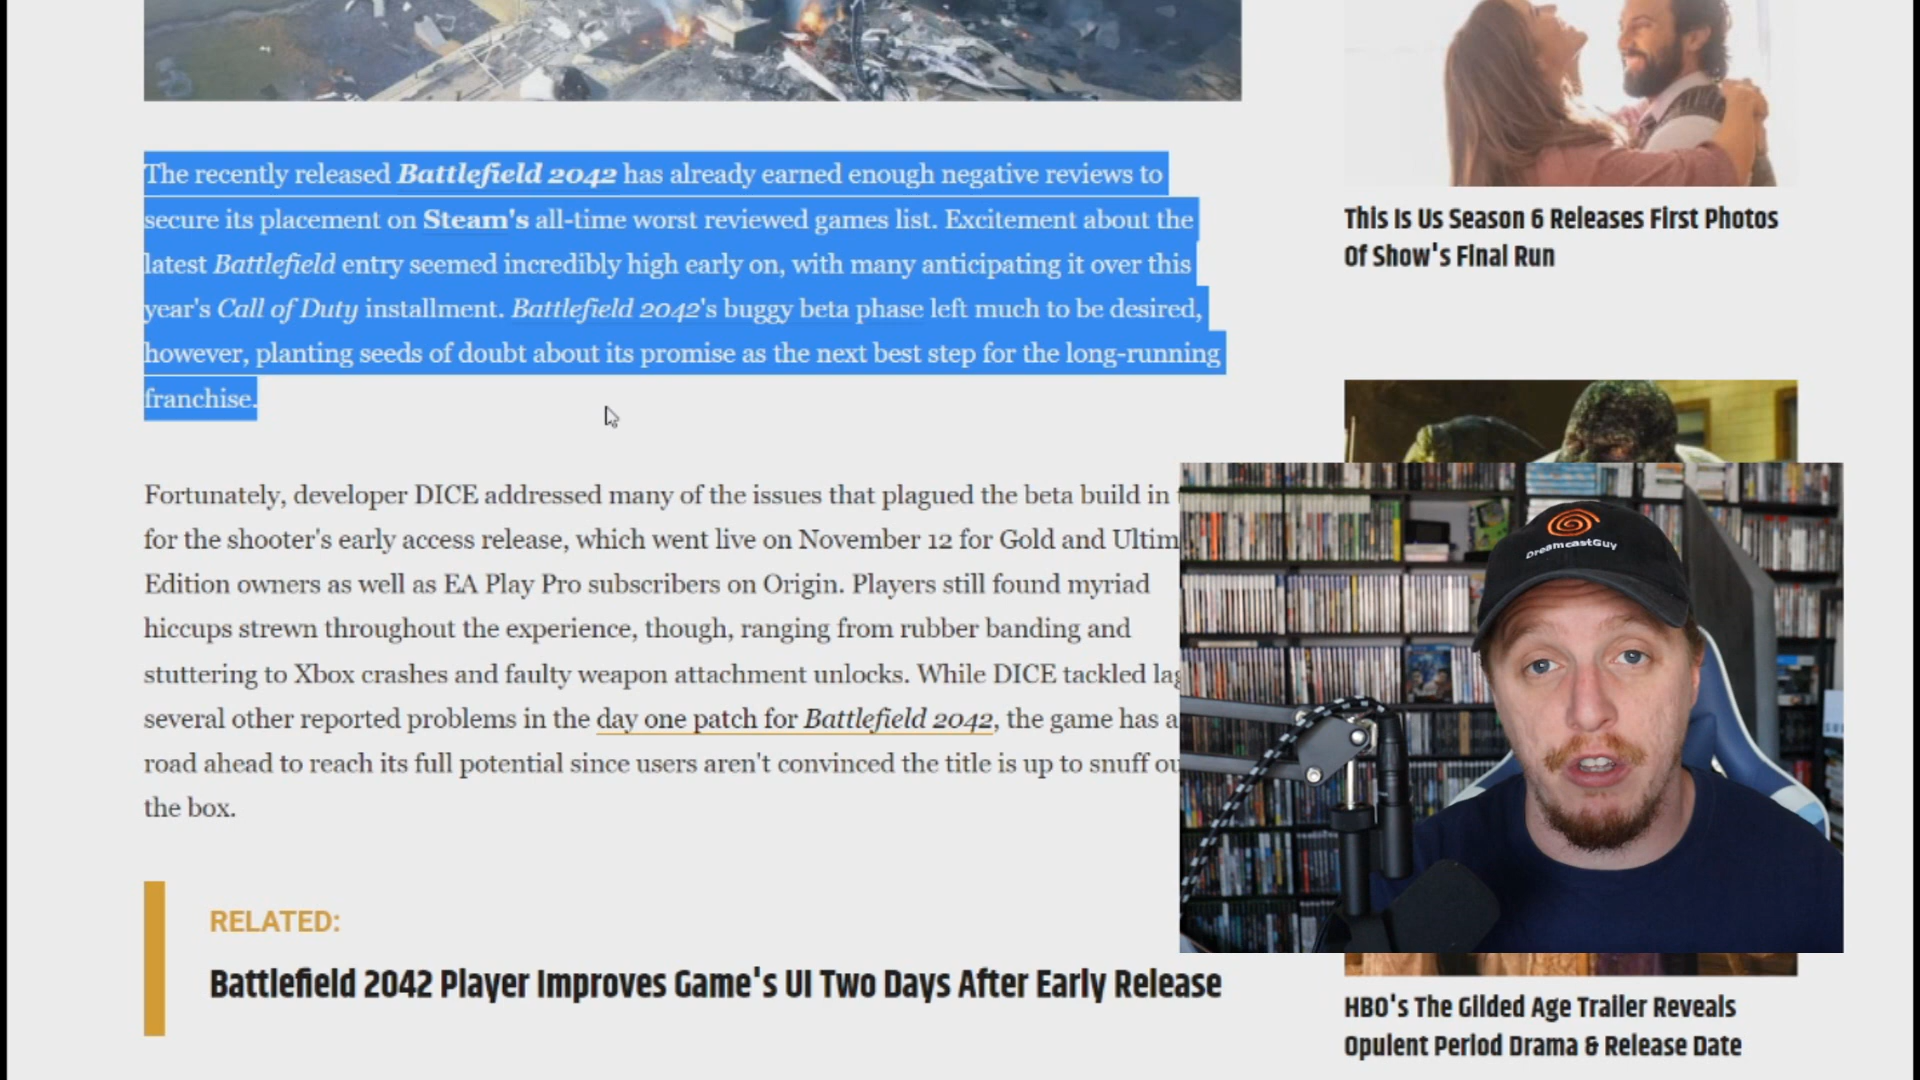 The recently released Battlefield 2042 has already earned enough negative reviews to
secure its placement on Steam's all-time worst reviewed games list. Excitement about the
latest Battlefield entry seemed incredibly high early on, with many anticipating it over this
year's Call of Duty installment. Battlefield 2042's buggy beta phase left much to be desired,
however, planting seeds of doubt about its promise as the next best step for the long-running
franchise.
Fortunately, developer DICE addressed many of the issues that plagued the beta build in
for the shooter's early access release, which went live on November 12 for Gold and Ultim
Edition owners as well as EA Play Pro subscribers on Origin. Players still found myriad
hiccups strewn throughout the experience, though, ranging from rubber banding and
stuttering to Xbox crashes and faulty weapon attachment unlocks. While DICE tackled la
several other reported problems in the day one patch for Battlefield 2042, the game has a
road ahead to reach its full potential since users aren't convinced the title is up to snuff ou
the box.
RELATED:
Battlefield 2042 Player Improves Game's UI Two Days After Early Release
This Is Us Season 6 Releases First Photos
Of Show's Final Run
DreamcastGuy
HBO's The Gilded Age Trailer Reveals
Opulent Period Drama & Release Date